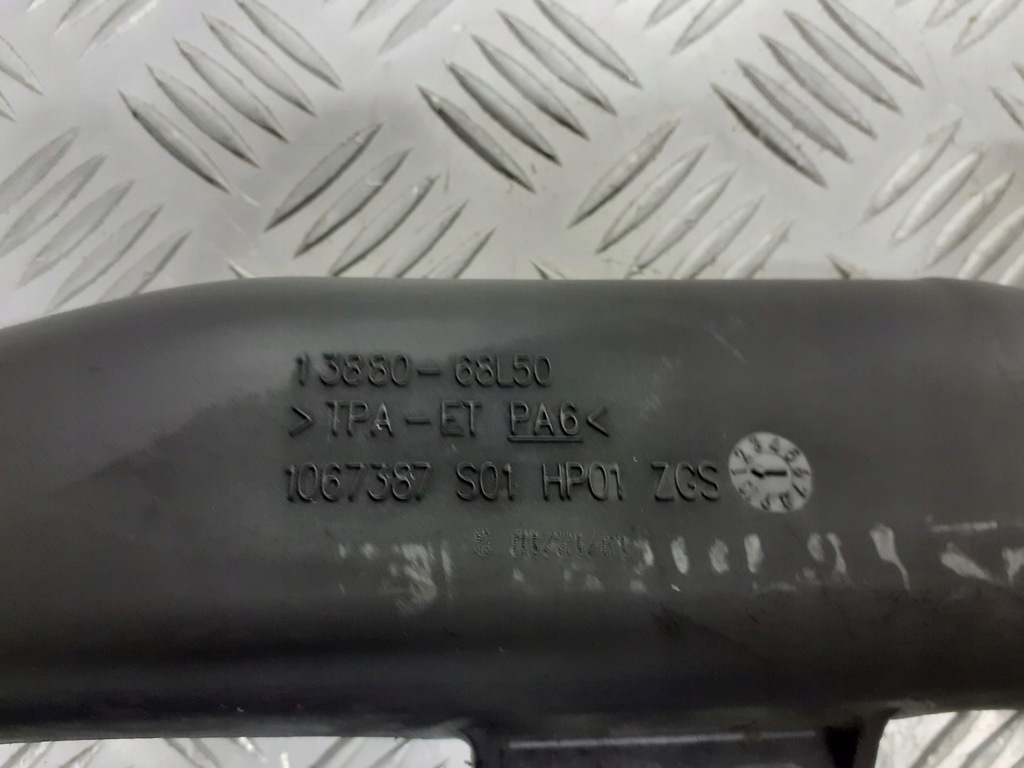 13880-68L50
>TPA-ET PA6<
1067387 S01 HP01 ZGS